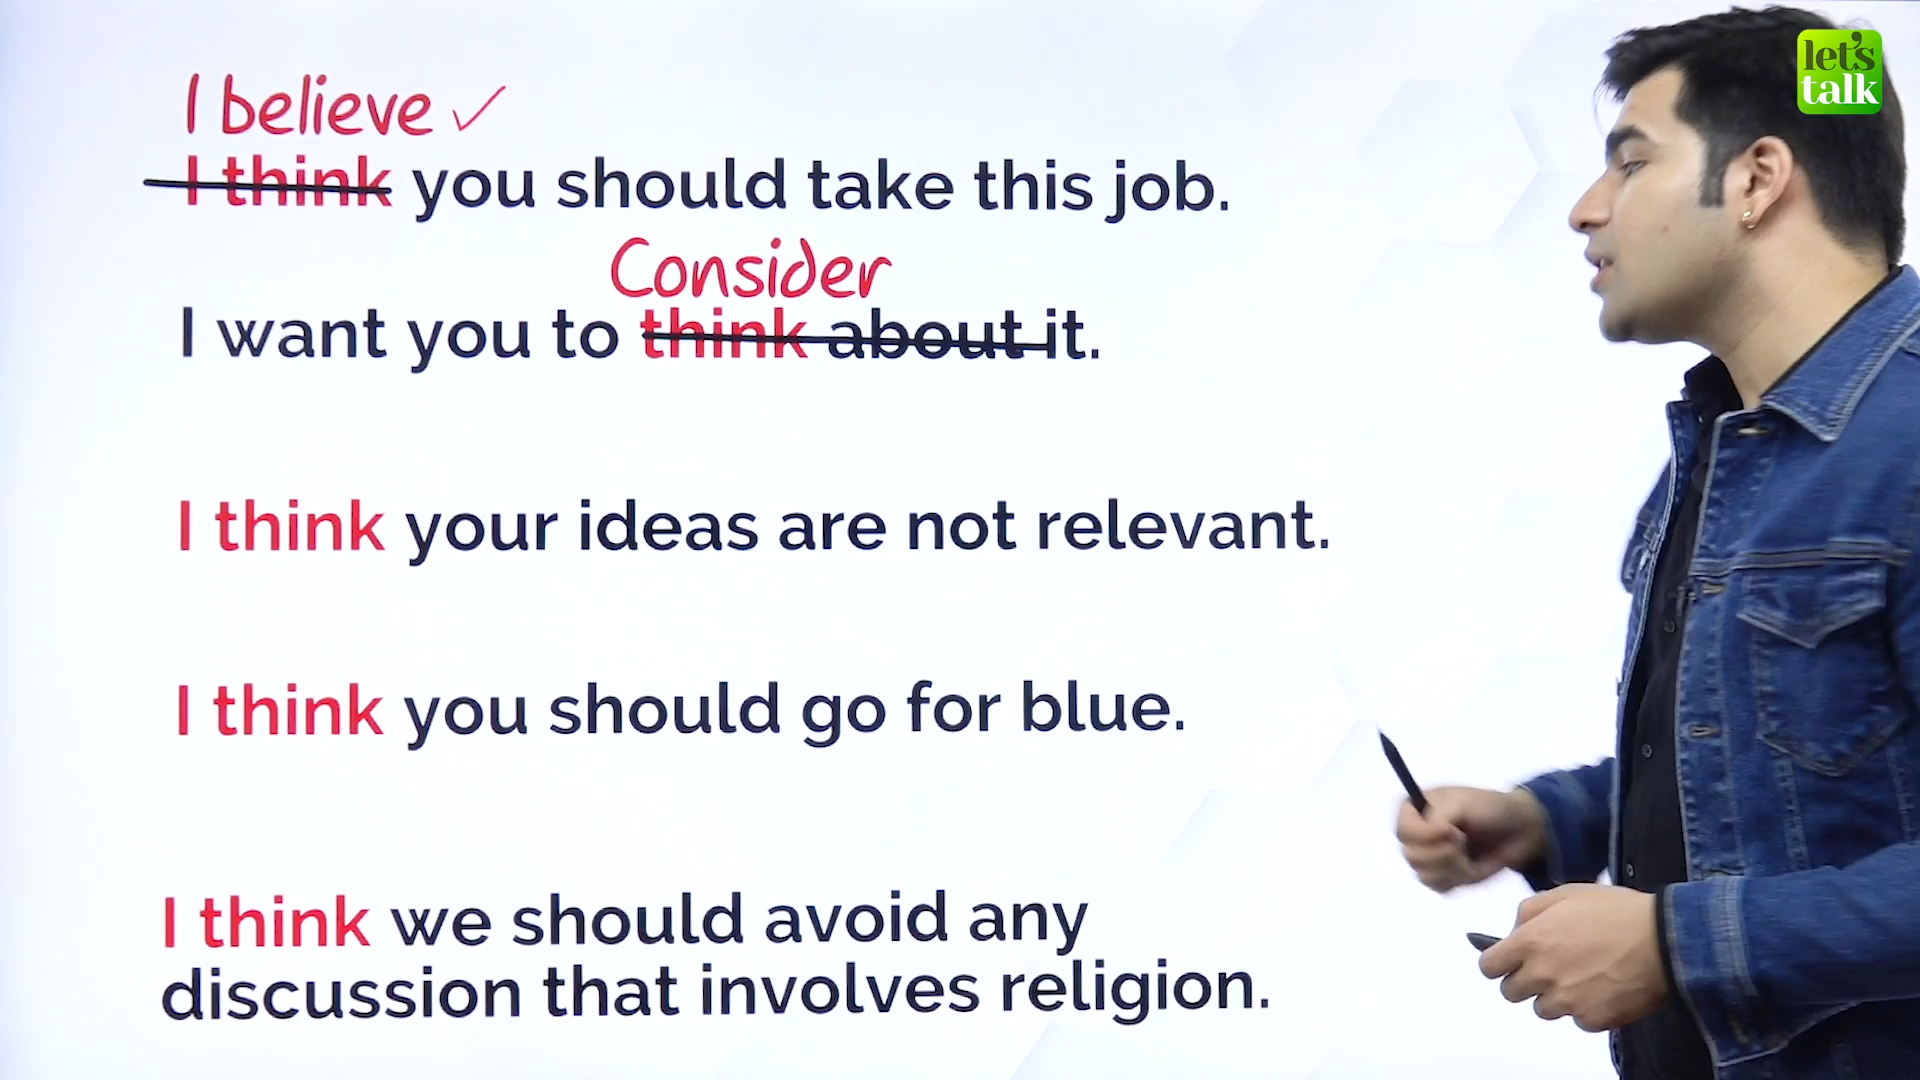 let's
talk
I believe ✓
I think you should take this job.
Consider
I want you to think about it.
I think your ideas are not relevant.
I think you should go for blue.
I think we should avoid any
discussion that involves religion.